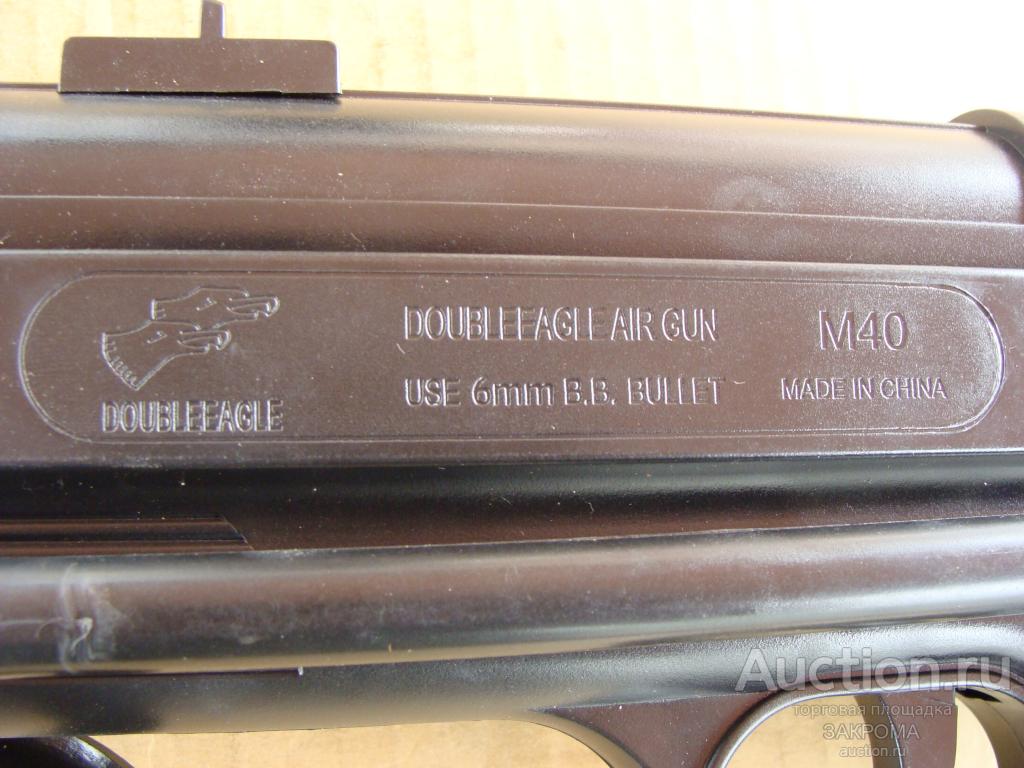 DOUBLEEAGLE AIR GUN
M40
USE 6mm B.B. BULLET
MADE IN CHINA
DOUBLEEAGLE
Auction.ru
торговая площадка
ЗАКРОМА
auction.ru